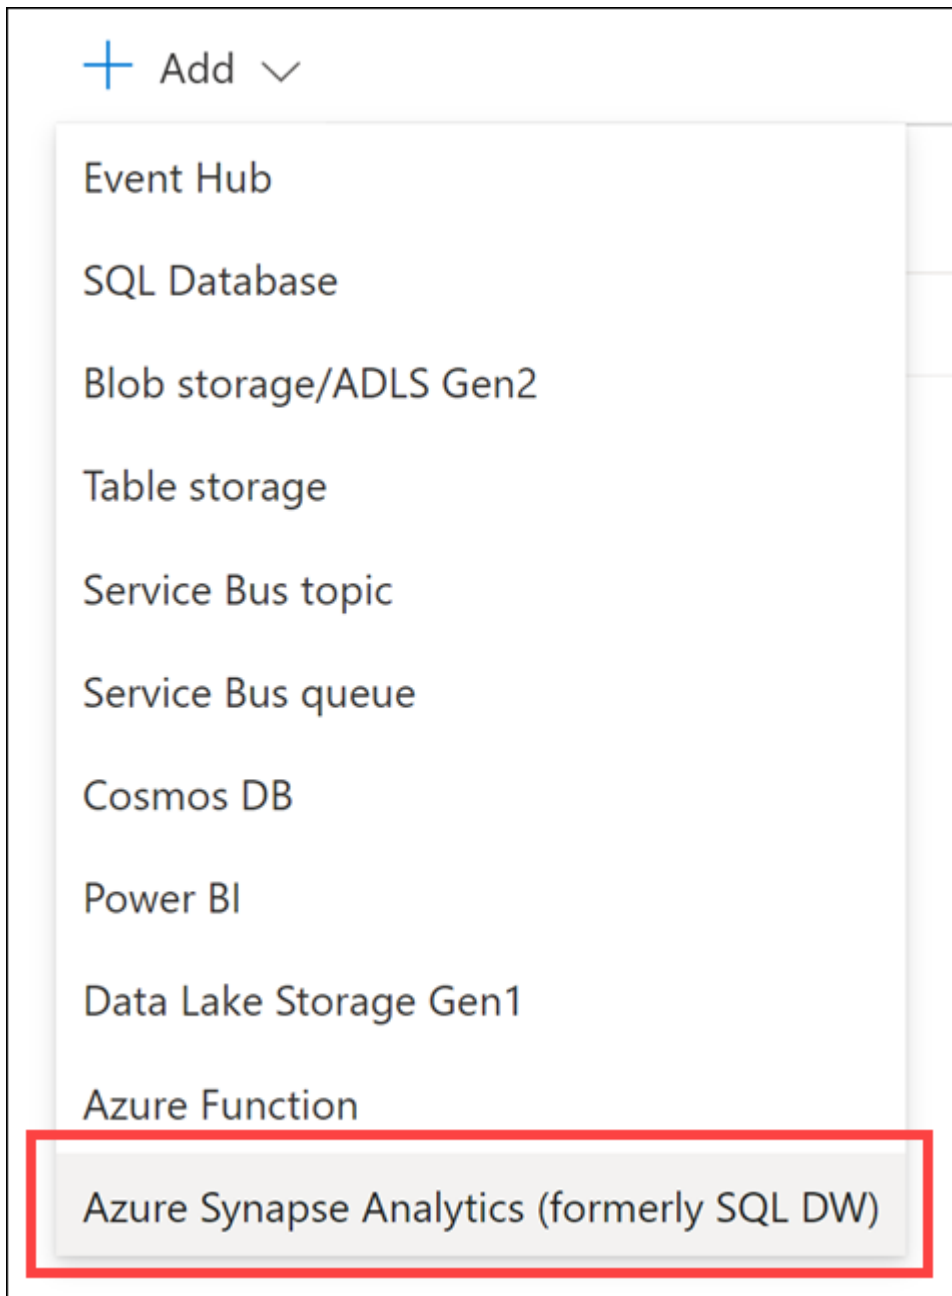 Add
Event Hub
SQL Database
Blob storage/ADLS Gen2
Table storage
Service Bus topic
Service Bus queue
Cosmos DB
Power BI
Data Lake Storage Gen1
Azure Function
Azure Synapse Analytics (formerly SQL DW)